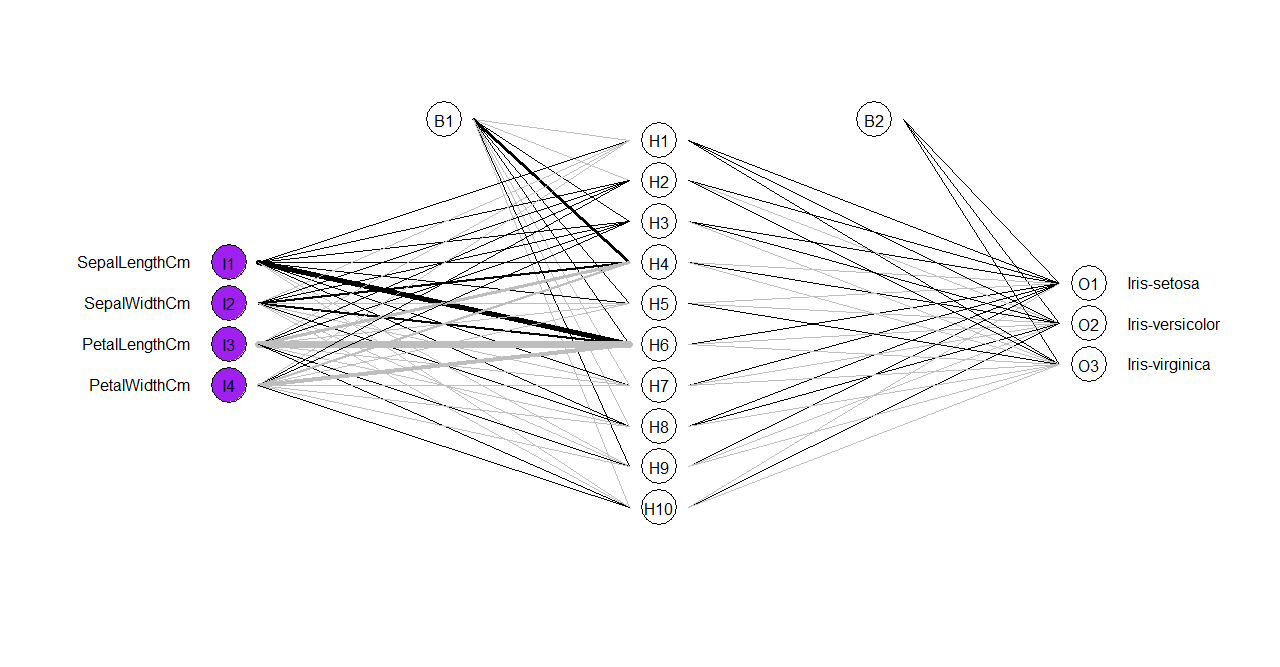 B1
B2
H1
H2
H3
SepalLengthCm I1
H4
O1 Iris-setosa
SepalWidthCm I2
H5
O2 Iris-versicolor
PetalLengthCm I3
H6
O3 Iris-virginica
PetalWidthCm I4
H7
H8
H9
H10